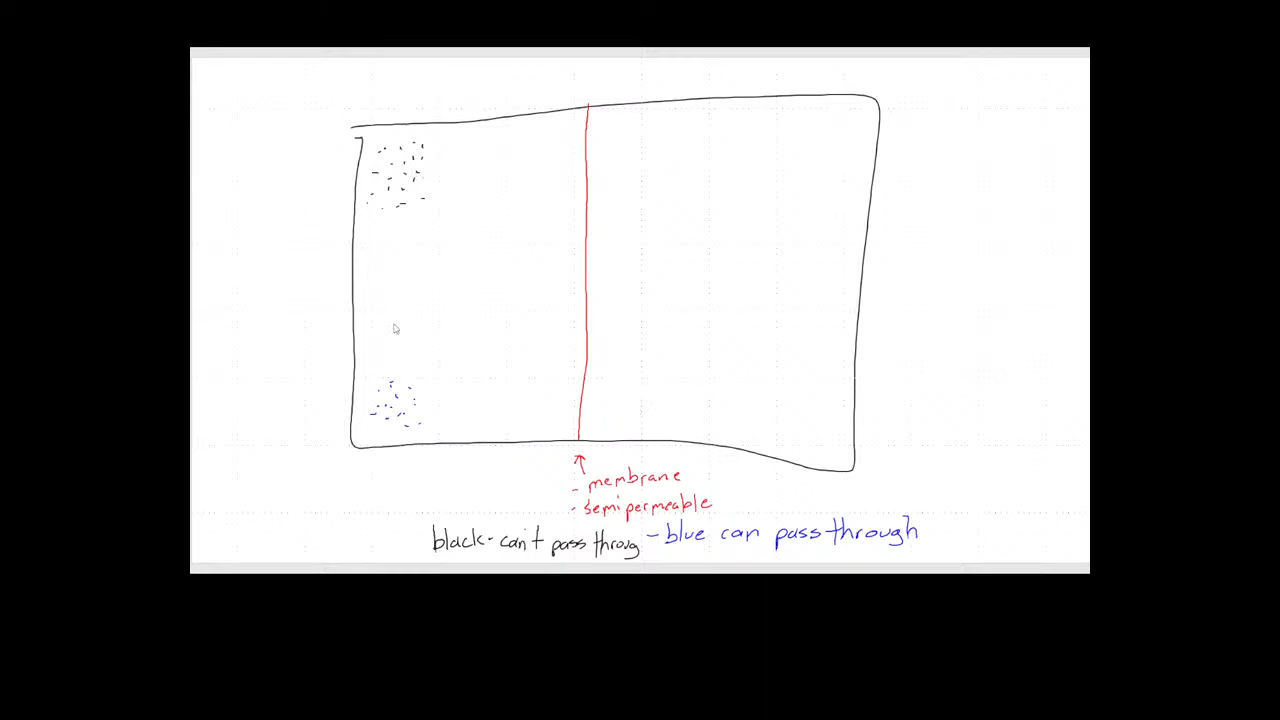 - membrane
- semipermeable
black - can't pass throug
- blue can pass through